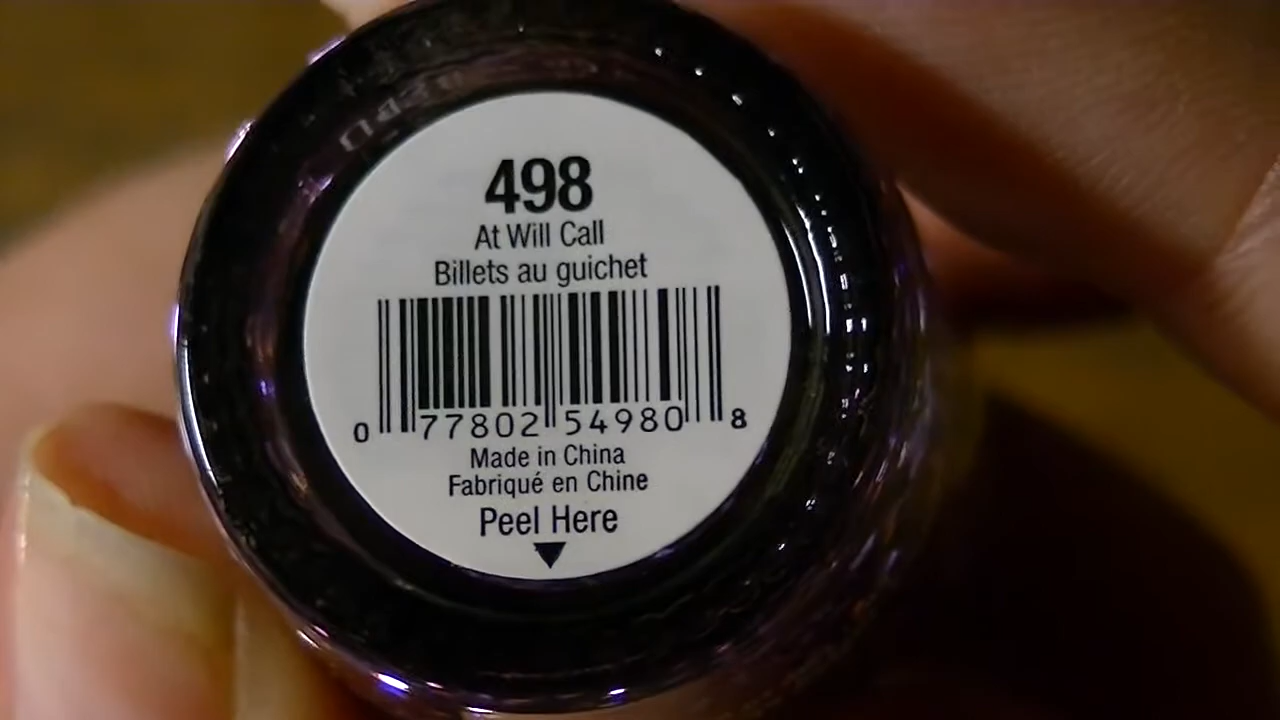 498
At Will Call
Billets au guichet
0 77802 54980 8
Made in China
Fabriqué en Chine
Peel Here